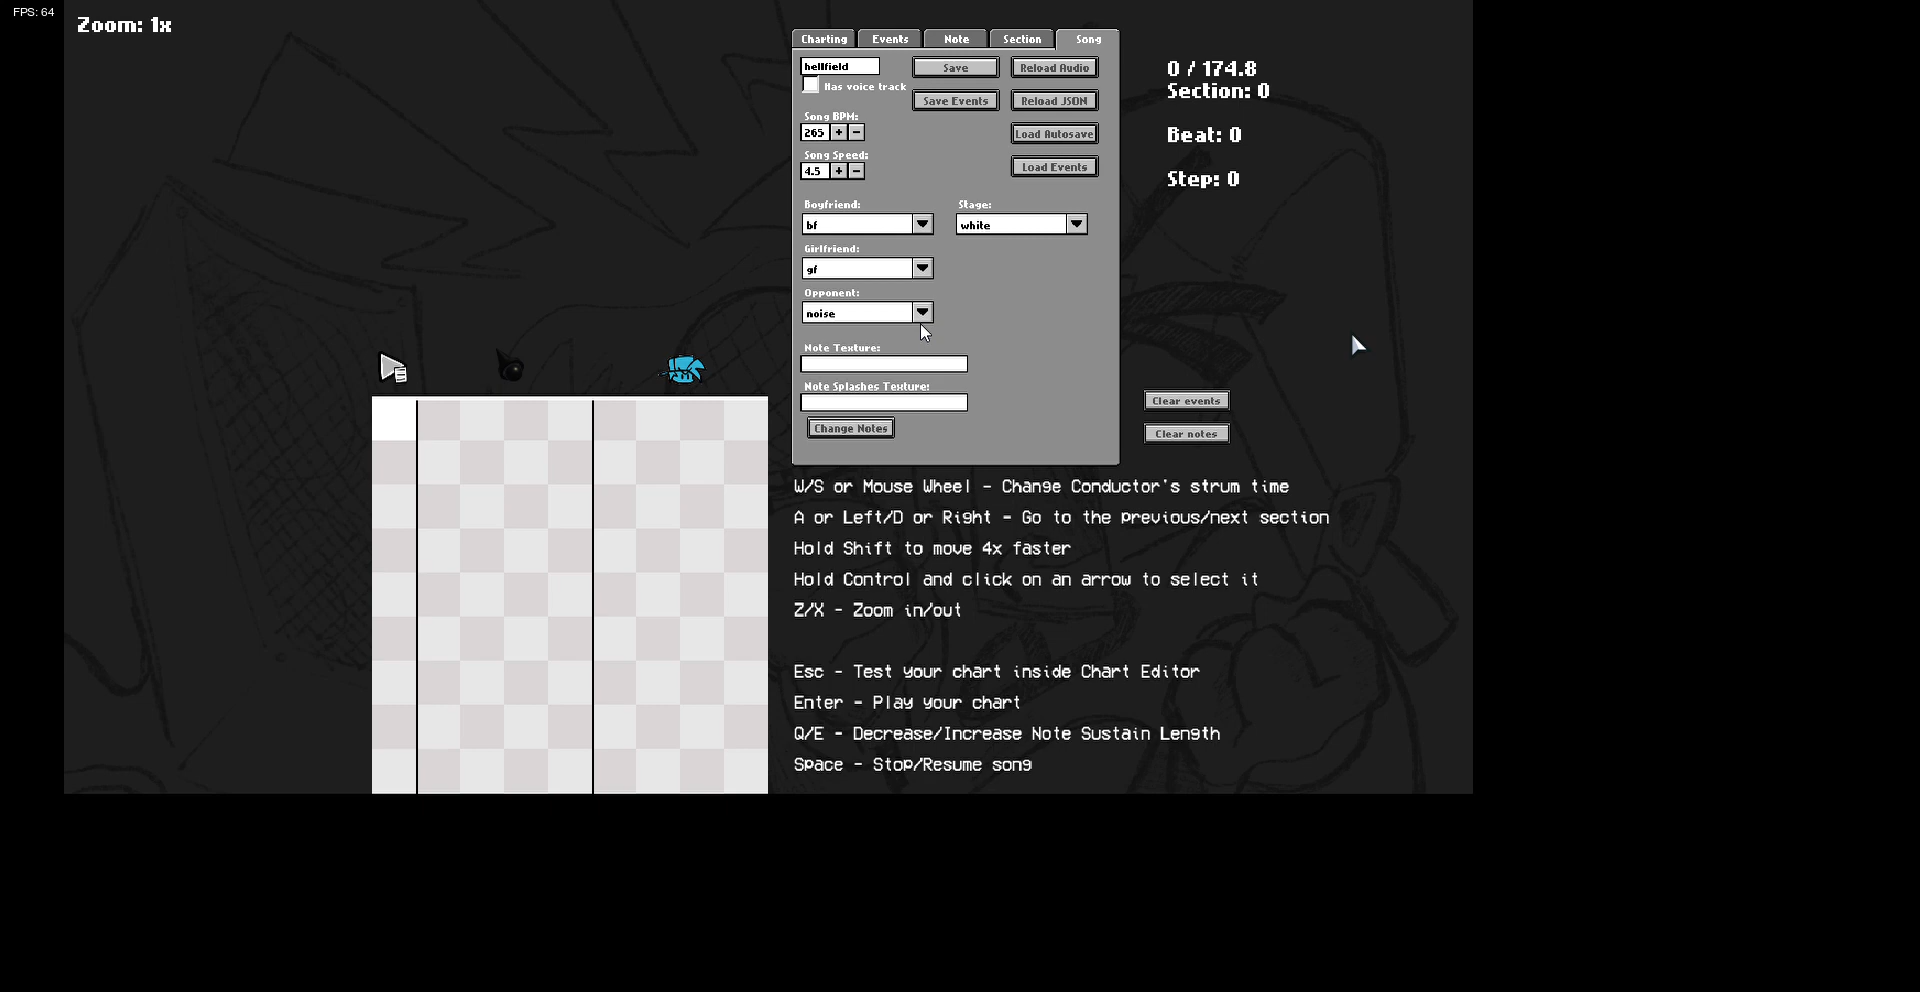 FPS: 64
Zoom: 1x
Charting Events Note Section Song
hellfield
Save
Reload Audio
Has voice track
Save Events
Reload JSON
Song BPM:
265 + -
Load Autosave
Song Speed:
4.5 + -
Load Events
Boyfriend:
Stage:
bf
white
Girlfriend:
gf
Opponent:
noise
Note Texture:
Note Splashes Texture:
Change Notes
0 / 174.8
Section: 0
Beat: 0
Step: 0
Clear events
Clear notes
W/S or Mouse Wheel - Change Conductor's strum time
A or Left/D or Right - Go to the previous/next section
Hold Shift to move 4x faster
Hold Control and click on an arrow to select it
Z/X - Zoom in/out
Esc - Test your chart inside Chart Editor
Enter - Play your chart
Q/E - Decrease/Increase Note Sustain Length
Space - Stop/Resume song